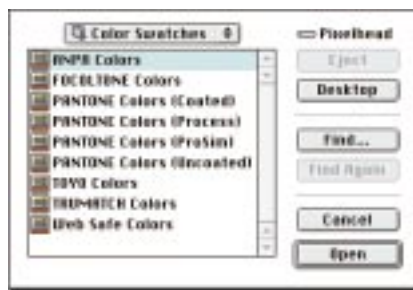 Color Swatches
Pixelhead
ANPA Colors
FOCOLTONE Colors
PANTONE Colors (Coated)
PANTONE Colors (Process)
PANTONE Colors (ProSim)
PANTONE Colors (Uncoated)
TOYO Colors
TRUMATCH Colors
Web Safe Colors
Eject
Desktop
Find...
Find Again
Cancel
Open